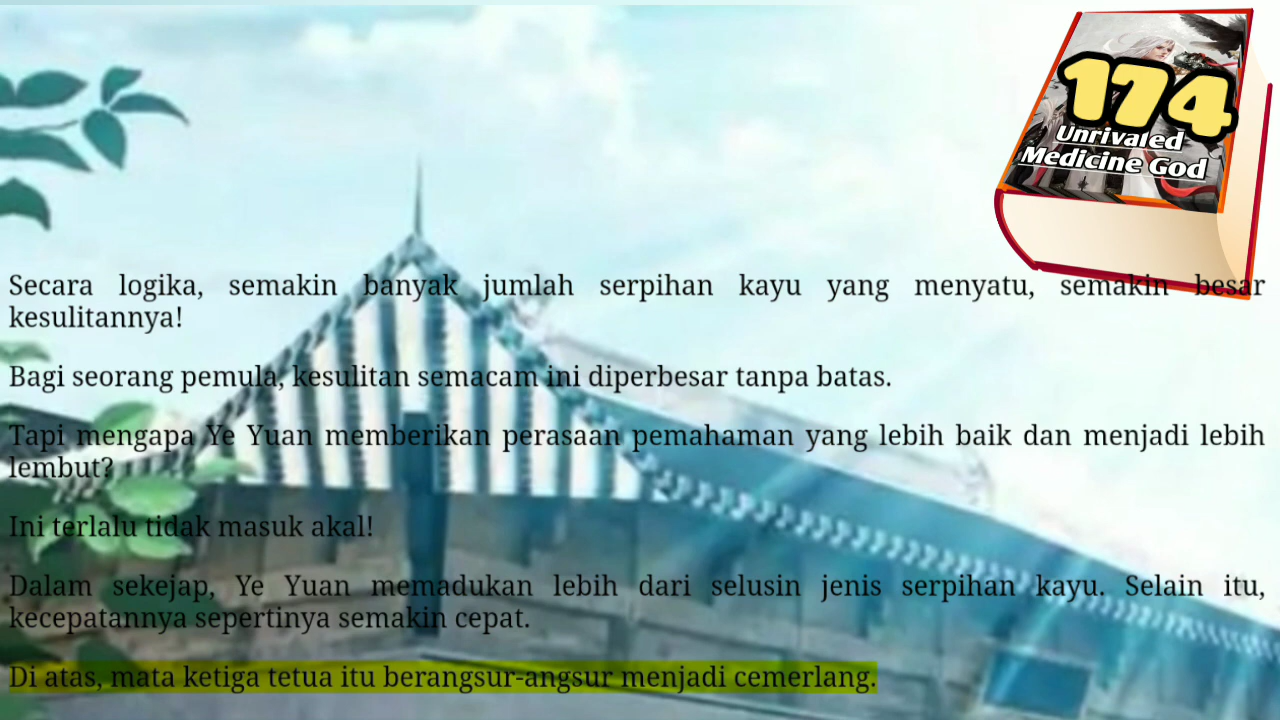 174
Unrivaled
Medicine God
Secara logika, semakin banyak jumlah serpihan kayu yang menyatu, semakin besar
kesulitannya!
Bagi seorang pemula, kesulitan semacam ini diperbesar tanpa batas.
Tapi mengapa Ye Yuan memberikan perasaan pemahaman yang lebih baik dan menjadi lebih
lembut?
Ini terlalu tidak masuk akal!
Dalam sekejap, Ye Yuan memadukan lebih dari selusin jenis serpihan kayu. Selain itu,
kecepatannya sepertinya semakin cepat.
Di atas, mata ketiga tetua itu berangsur-angsur menjadi cemerlang.